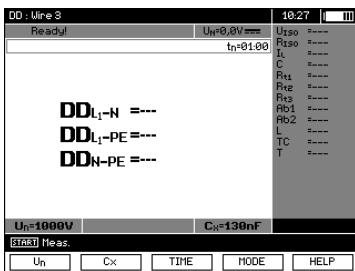 DD : Wire 3 10:27
Ready! UN=0,0V
tn=01:00
DDL1-N =---
DDL1-PE=---
DDN-PE=---
UISO =---
RISO =---
IL =---
C =---
Rt1 =---
Rt2 =---
Rt3 =---
Ab1 =---
Ab2 =---
L =---
TC =---
T =---
Un=1000V CX=130nF
START Meas.
Un Cx TIME MODE HELP